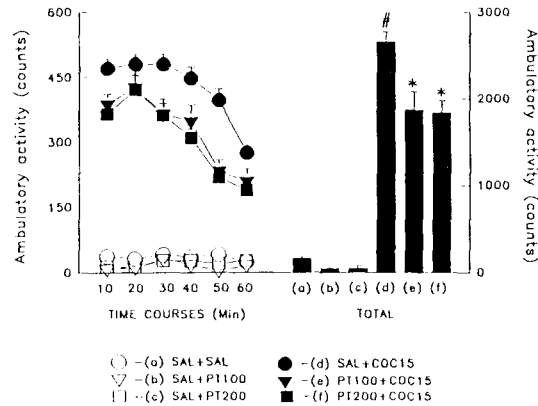 Ambulatory activity (counts)
600
450
300
150
0
10 20 30 40 50 60
TIME COURSES (Min)
#
*
*
(a) (b) (c) (d) (e) (f)
TOTAL
3000
2000
1000
0
Ambulatory activity
(counts)
-(a) SAL+SAL
-(b) SAL+PT100
-(c) SAL+PT200
-(d) SAL+COC15
-(e) PT100+COC15
-(f) PT200+COC15